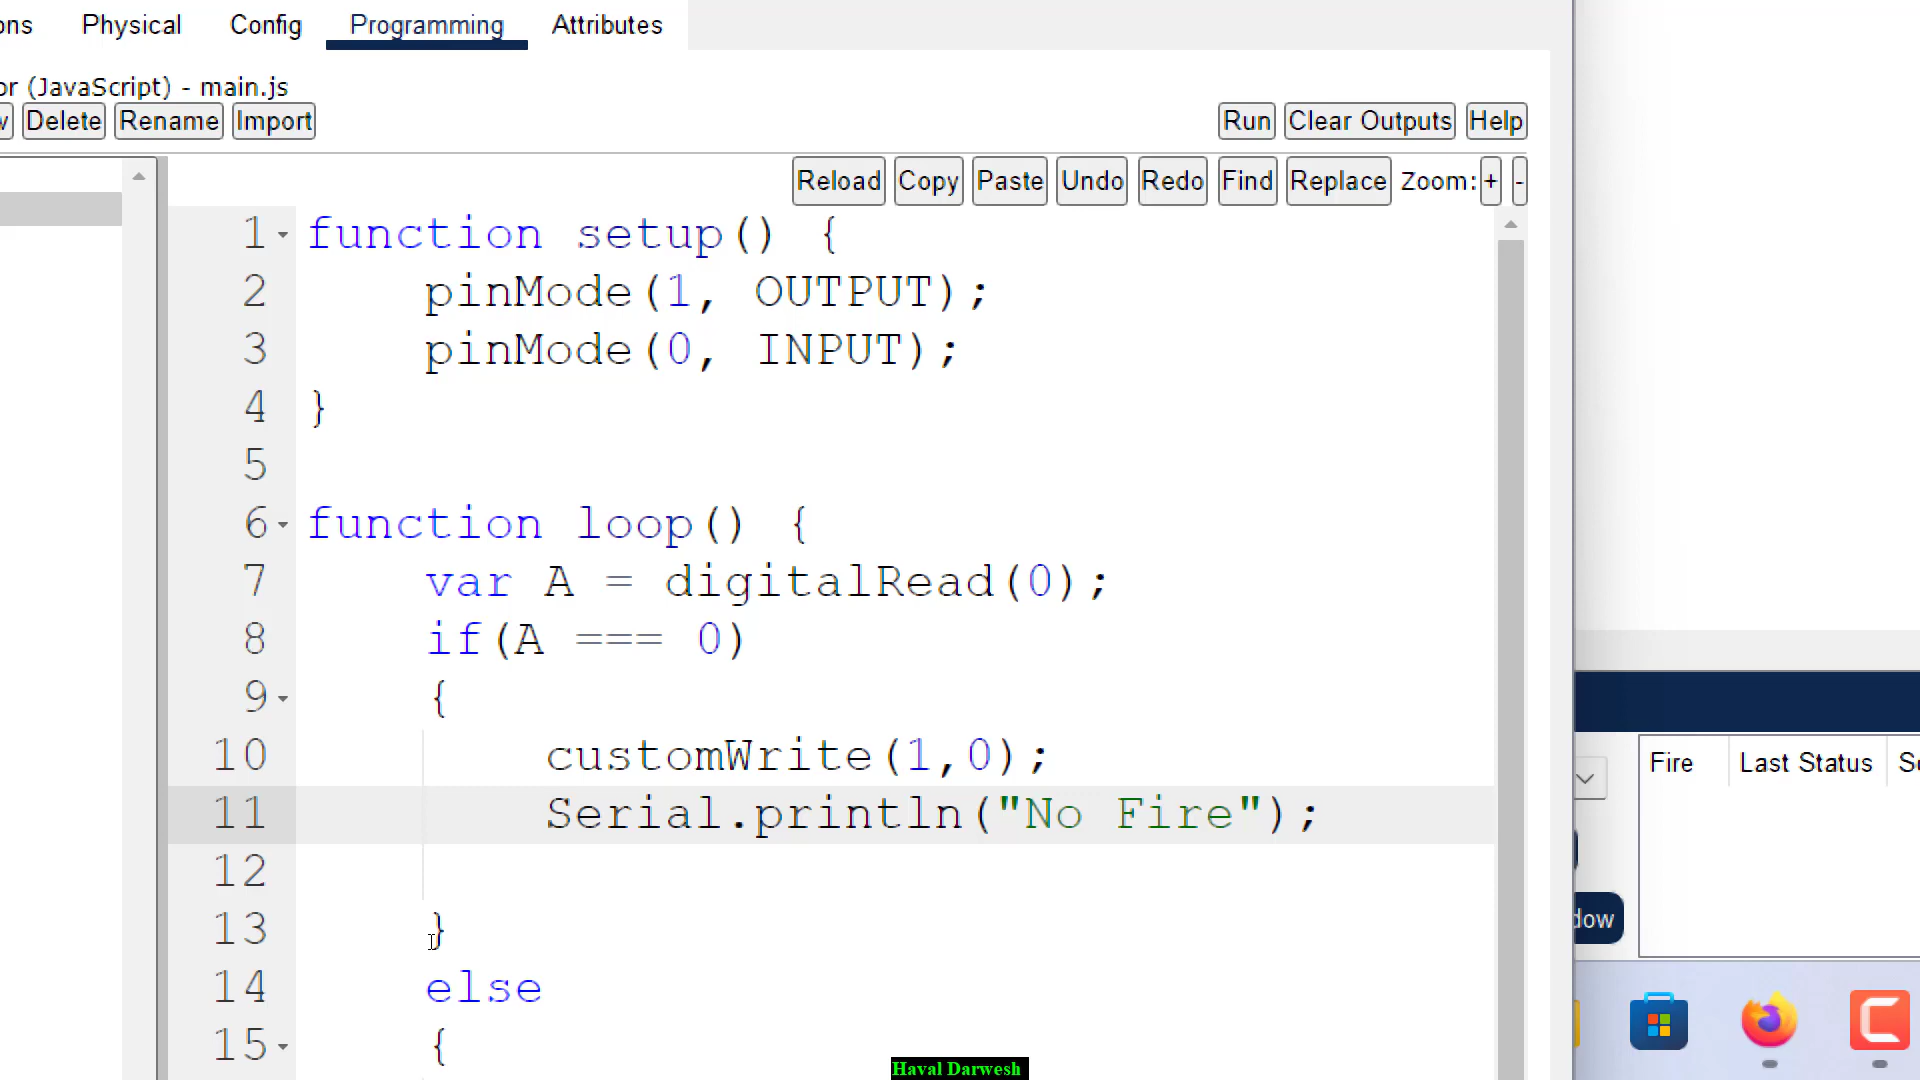 ons Physical Config Programming Attributes
or (JavaScript) - main.js
w Delete Rename Import Run Clear Outputs Help
Reload Copy Paste Undo Redo Find Replace Zoom: + -
1 function setup() {
2 pinMode(1, OUTPUT);
3 pinMode(0, INPUT);
4 }
5
6 function loop() {
7 var A = digitalRead(0);
8 if(A === 0)
9 {
10 customWrite(1,0);
11 Serial.println("No Fire");
12
13 }
14 else
15 {
Fire Last Status Sc
dow
Haval Darwesh